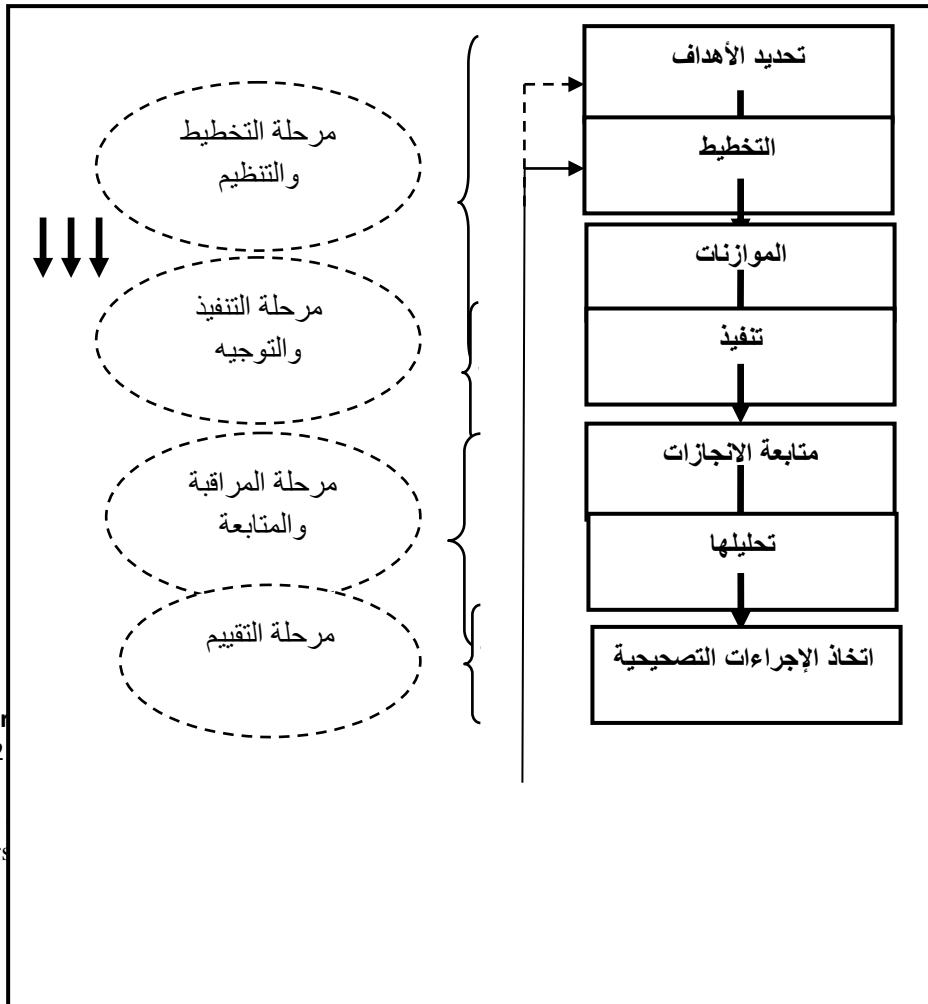 تحديد الأهداف
التخطيط
الموازنات
تنفيذ
متابعة الانجازات
تحليلها
اتخاذ الإجراءات التصحيحية
مرحلة التخطيط
والتنظيم
مرحلة التنفيذ
والتوجيه
مرحلة المراقبة
والمتابعة
مرحلة التقييم